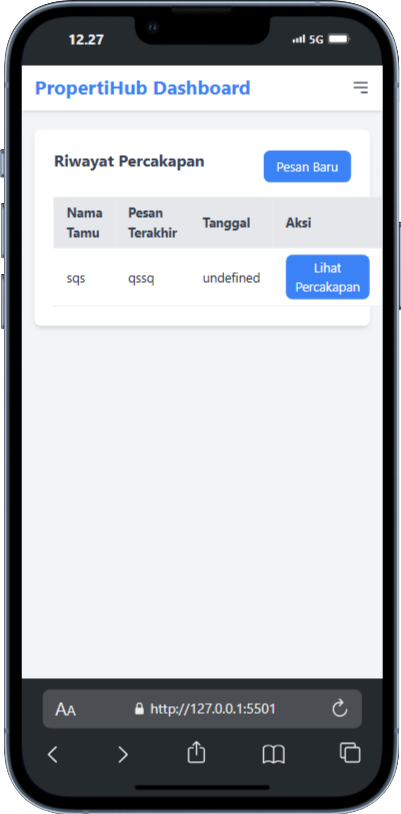 12.27
5G
PropertiHub Dashboard
Riwayat Percakapan
Pesan Baru
Nama
Tamu
Pesan
Terakhir
Tanggal
Aksi
sqs
qssq
undefined
Lihat
Percakapan
AA
http://127.0.0.1:5501